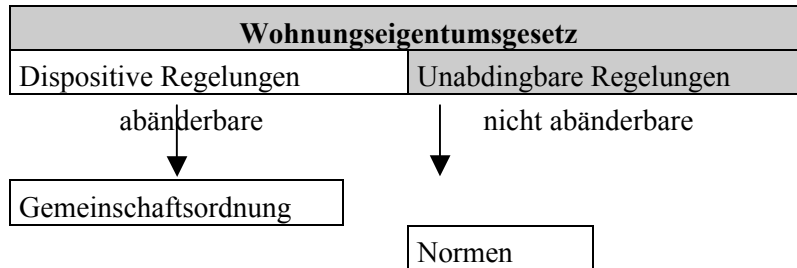 Wohnungseigentumsgesetz
Dispositive Regelungen Unabdingbare Regelungen
abänderbare nicht abänderbare
Gemeinschaftsordnung
Normen